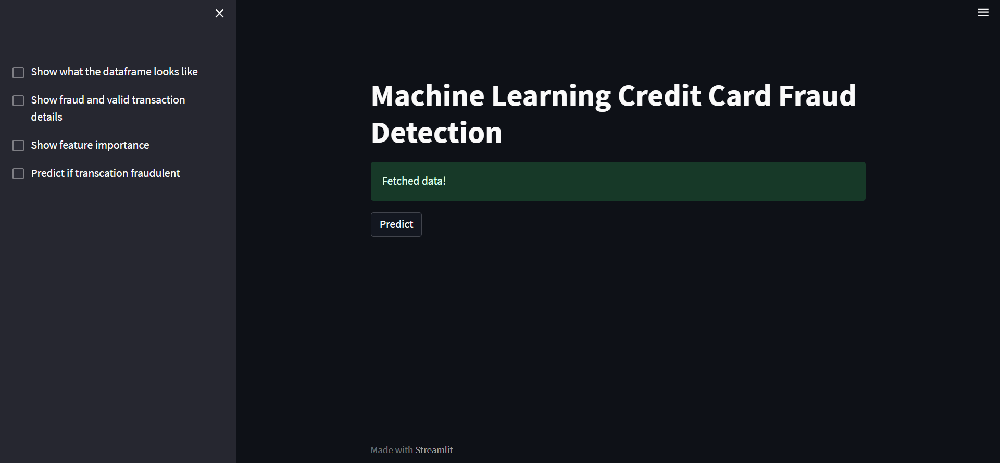 Show what the dataframe looks like
Show fraud and valid transaction
details
Show feature importance
Predict if transcation fraudulent
Machine Learning Credit Card Fraud
Detection
Fetched data!
Predict
Made with Streamlit